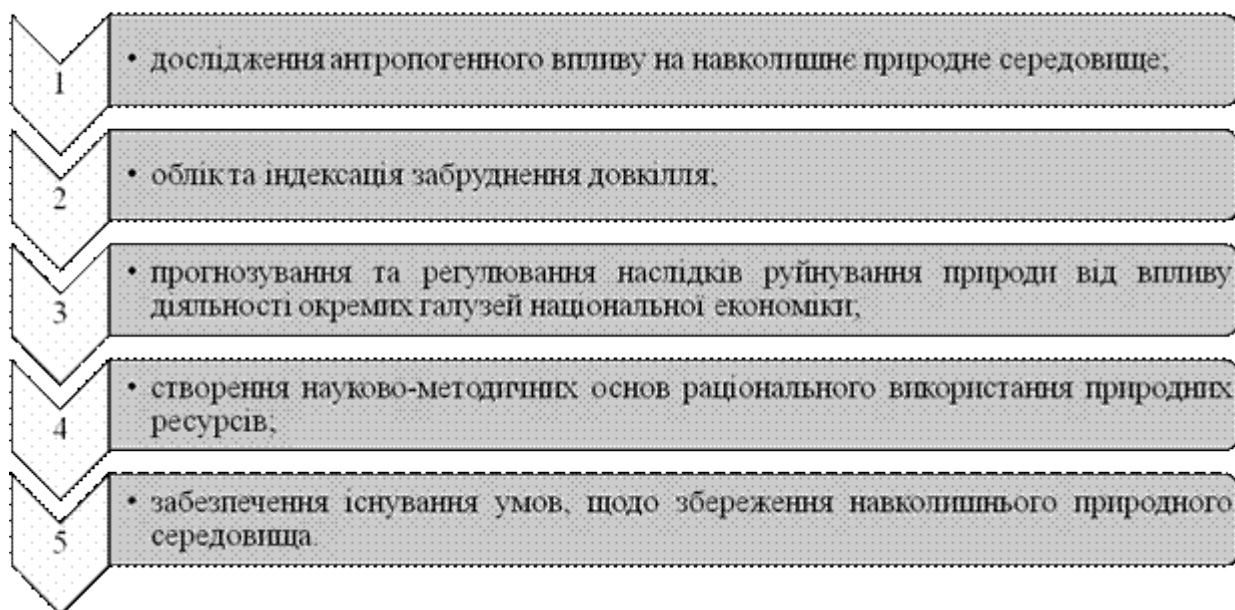 1
• дослідження антропогенного впливу на навколишнє природне середовище;
2
• облік та індексація забруднення довкілля;
3
• прогнозування та регулювання наслідків руйнування природи від впливу
діяльності окремих галузей національної економіки;
4
• створення науково-методичних основ раціонального використання природних
ресурсів;
5
• забезпечення існування умов, щодо збереження навколишнього природного
середовища.